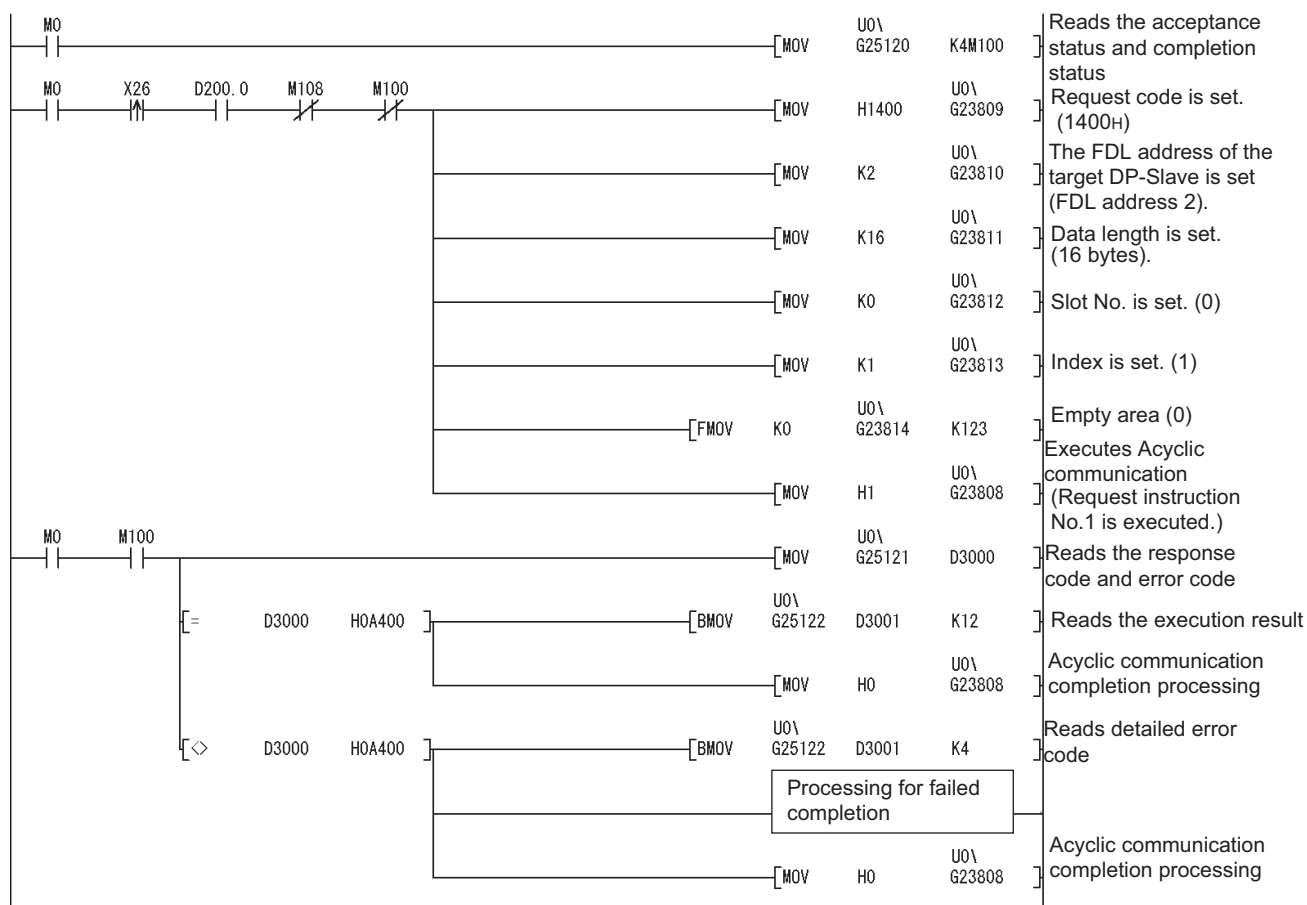 M0
U0\
[MOV G25120 K4M100 ]
Reads the acceptance
status and completion
status
M0 X26 D200.0 M108 M100
U0\
[MOV H1400 G23809 ]
Request code is set.
(1400H)
U0\
[MOV K2 G23810 ]
The FDL address of the
target DP-Slave is set
(FDL address 2).
U0\
[MOV K16 G23811 ]
Data length is set.
(16 bytes).
U0\
[MOV K0 G23812 ]
Slot No. is set. (0)
U0\
[MOV K1 G23813 ]
Index is set. (1)
U0\
[FMOV K0 G23814 K123 ]
Empty area (0)
U0\
[MOV H1 G23808 ]
Executes Acyclic
communication
(Request instruction
No.1 is executed.)
M0 M100
U0\
[MOV G25121 D3000 ]
Reads the response
code and error code
[= D3000 H0A400 ]
U0\
[BMOV G25122 D3001 K12 ]
Reads the execution result
U0\
[MOV H0 G23808 ]
Acyclic communication
completion processing
[<> D3000 H0A400 ]
U0\
[BMOV G25122 D3001 K4 ]
Reads detailed error
code
Processing for failed
completion
U0\
[MOV H0 G23808 ]
Acyclic communication
completion processing